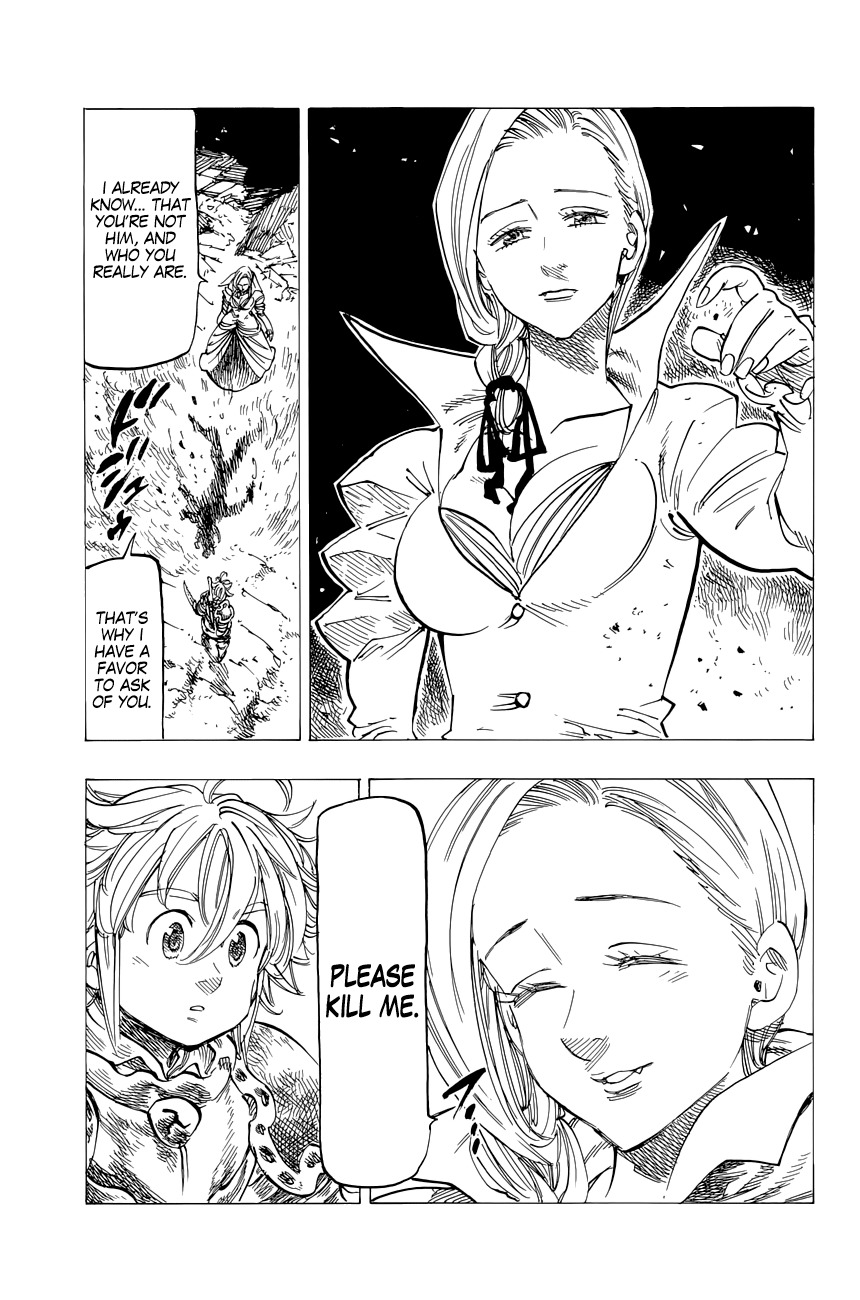 I ALREADY
KNOW... THAT
YOU'RE NOT
HIM, AND
WHO YOU
REALLY ARE.
THAT'S
WHY I
HAVE A
FAVOR
TO ASK
OF YOU.
PLEASE
KILL ME.